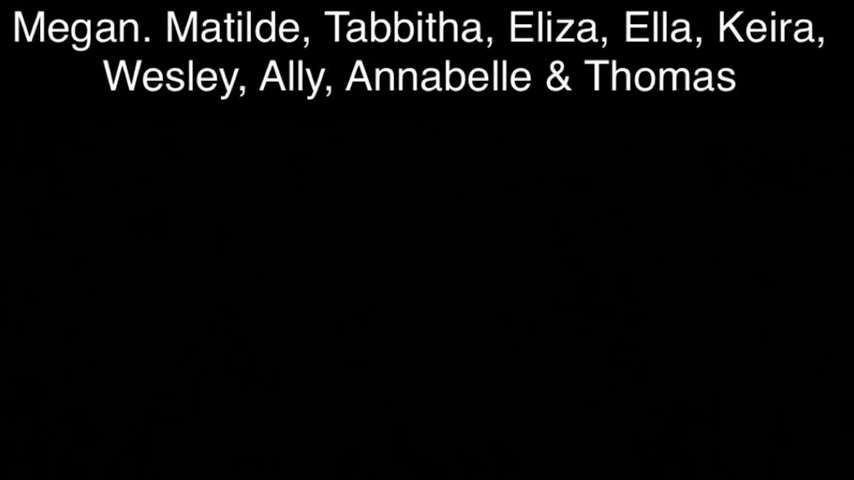 Megan. Matilde, Tabbitha, Eliza, Ella, Keira,
Wesley, Ally, Annabelle & Thomas